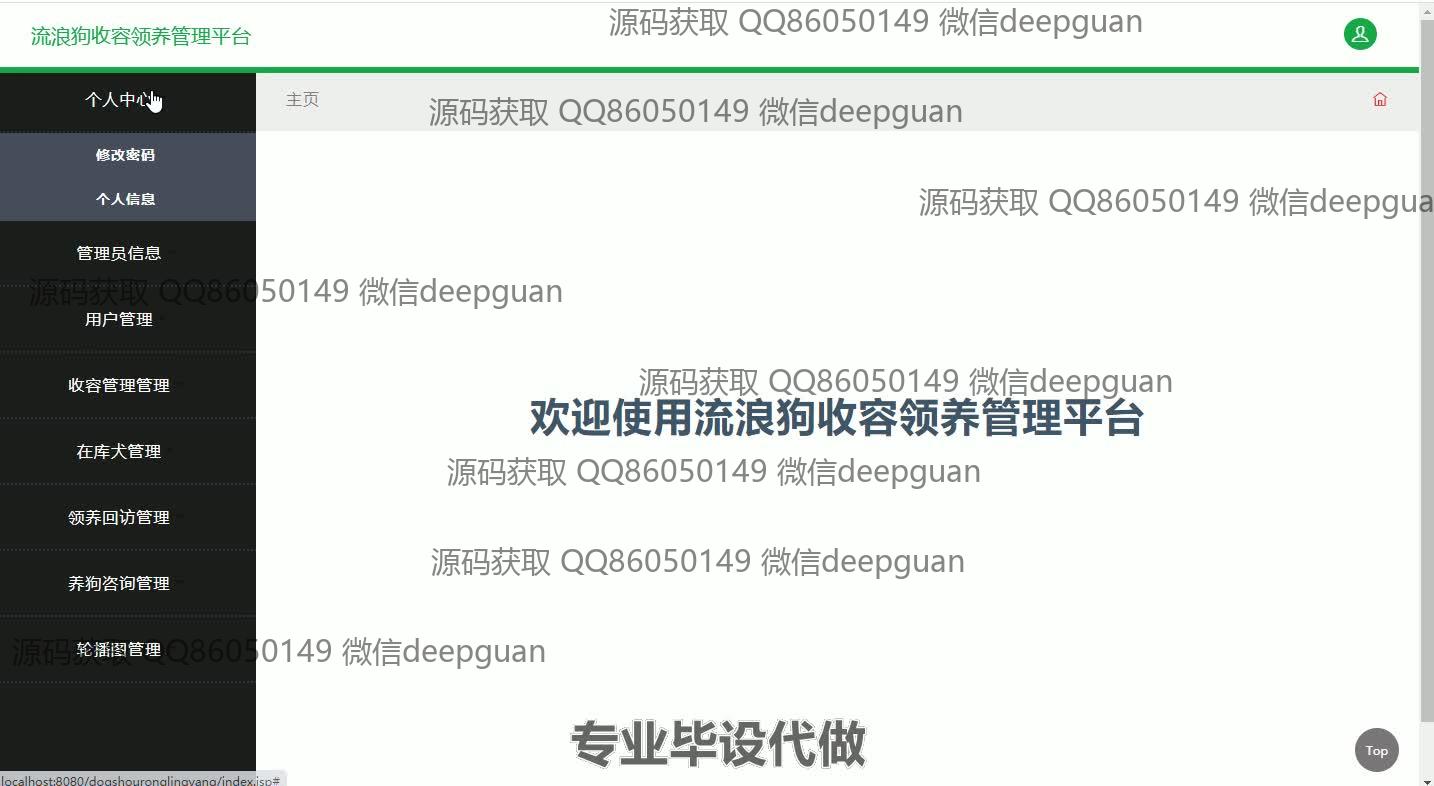 源码获取 QQ86050149 微信deepguan
流浪狗收容领养管理平台
个人中心
主页
源码获取 QQ86050149 微信deepguan
修改密码
个人信息
源码获取 QQ86050149 微信deepgua
管理员信息
源码获取 QQ86050149 微信deepguan
用户管理
收容管理管理
源码获取 QQ86050149 微信deepguan
欢迎使用流浪狗收容领养管理平台
在库犬管理
源码获取 QQ86050149 微信deepguan
领养回访管理
源码获取 QQ86050149 微信deepguan
养狗咨询管理
轮播图管理
源码获取 QQ86050149 微信deepguan
专业毕设代做
Top
localhost:8080/dogshouronglingyang/index.jsp#